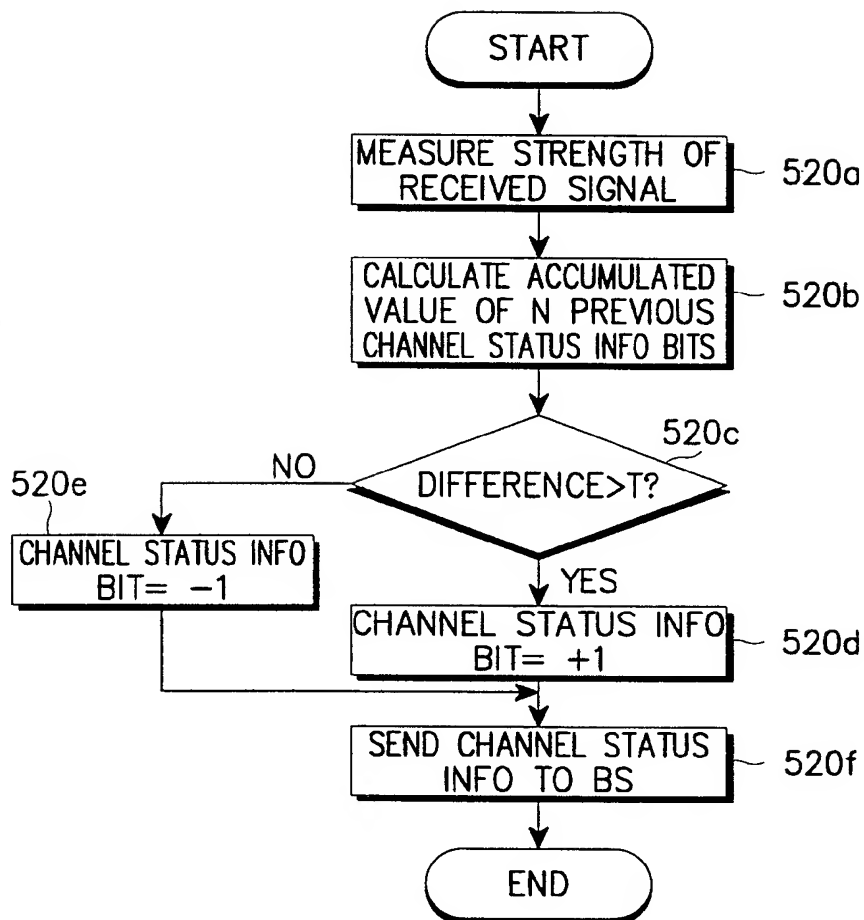 START
MEASURE STRENGTH OF
RECEIVED SIGNAL
520a
CALCULATE ACCUMULATED
VALUE OF N PREVIOUS
CHANNEL STATUS INFO BITS
520b
520c
DIFFERENCE>T?
NO
520e
CHANNEL STATUS INFO
BIT= -1
YES
CHANNEL STATUS INFO
BIT= +1
520d
SEND CHANNEL STATUS
INFO TO BS
520f
END